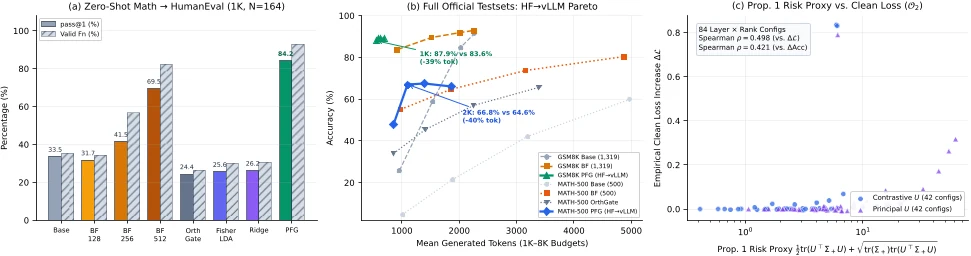 (a) Zero-Shot Math → HumanEval (1K, N=164)
Percentage (%)
100
80
60
40
20
0
pass@1 (%)
Valid Fn (%)
33.5
31.7
41.5
69.5
24.4
25.6
26.2
84.2
Base
BF
128
BF
256
BF
512
Orth
Gate
Fisher
LDA
Ridge
PFG
(b) Full Official Testsets: HF→vLLM Pareto
Accuracy (%)
100
80
60
40
20
1K: 87.9% vs 83.6%
(-39% tok)
2K: 66.8% vs 64.6%
(-40% tok)
GSM8K Base (1,319)
GSM8K BF (1,319)
GSM8K PFG (HF→vLLM)
MATH-500 Base (500)
MATH-500 BF (500)
MATH-500 OrthGate
MATH-500 PFG (HF→vLLM)
1000
2000
3000
4000
5000
Mean Generated Tokens (1K–8K Budgets)
(c) Prop. 1 Risk Proxy vs. Clean Loss (𝒪₂)
Empirical Clean Loss Increase Δℒ
0.8
0.6
0.4
0.2
0.0
84 Layer × Rank Configs
Spearman ρ = 0.498 (vs. Δℒ)
Spearman ρ = 0.421 (vs. ΔAcc)
Contrastive U (42 configs)
Principal U (42 configs)
10⁰
10¹
Prop. 1 Risk Proxy ½tr(U⊤Σ₊U) + √tr(Σ₊)tr(U⊤Σ₊U)